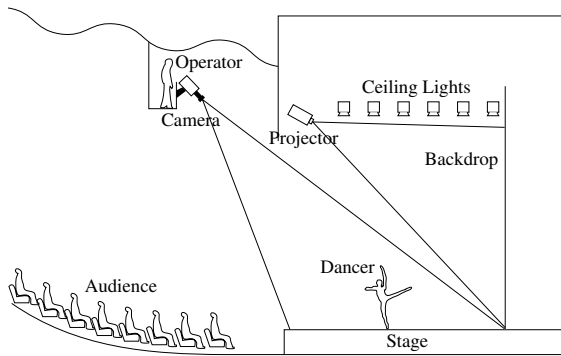 Operator
Ceiling Lights
Camera
Projector
Backdrop
Dancer
Audience
Stage